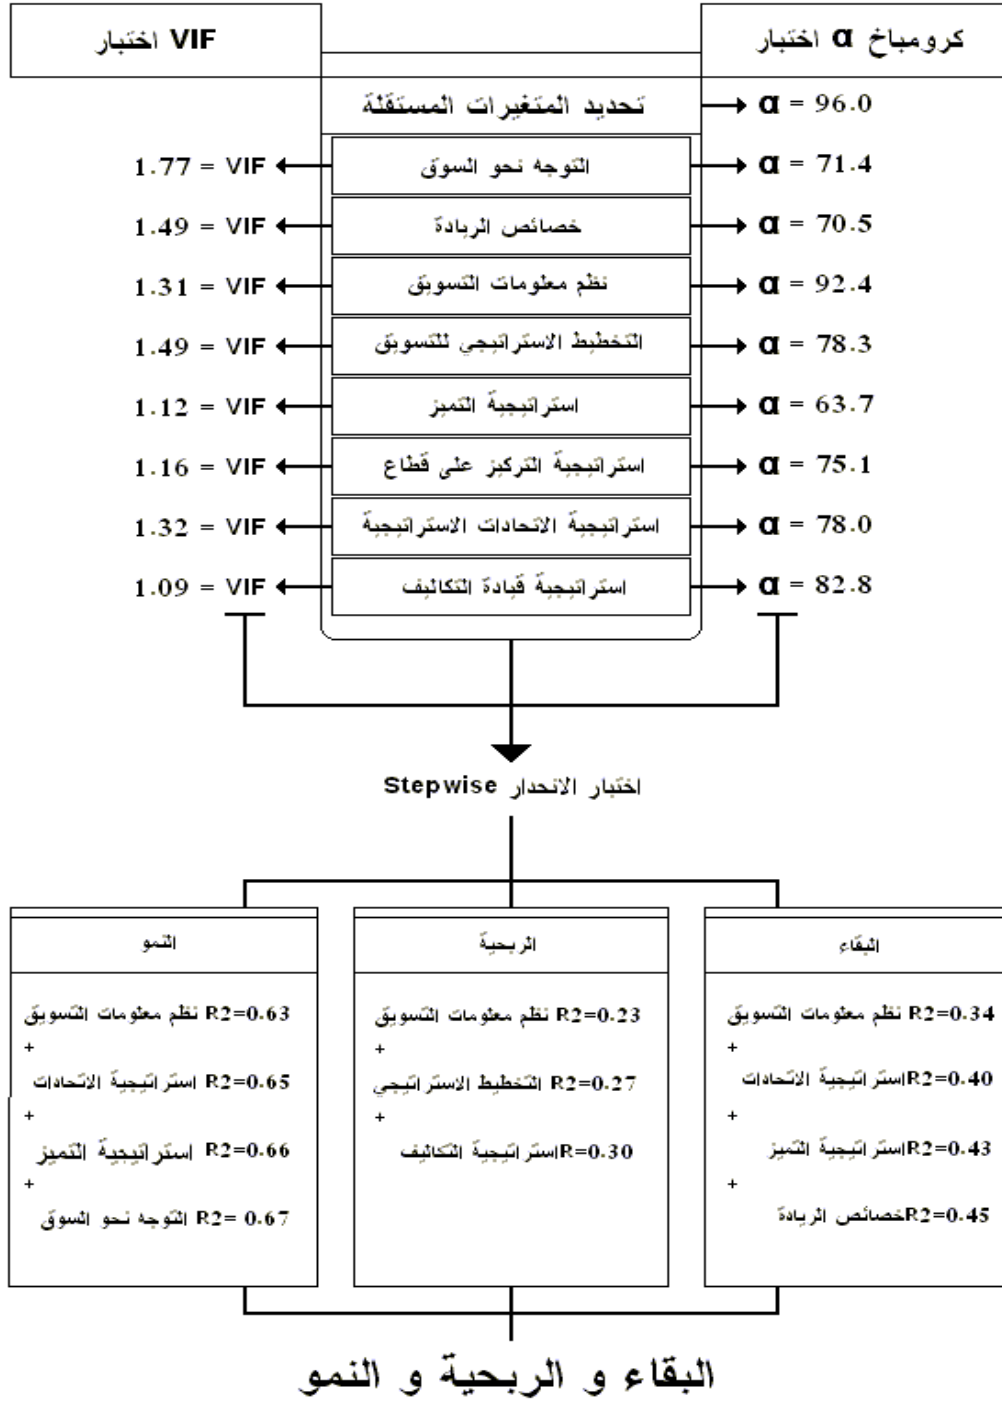 كرومباخ α اختبار
VIF اختبار
تحديد المتغيرات المستقلة
α = 96.0
α = 71.4
التوجه نحو السوق
1.77 = VIF
α = 70.5
خصائص الريادة
1.49 = VIF
α = 92.4
نظم معلومات التسويق
1.31 = VIF
α = 78.3
التخطيط الاستراتيجي للتسويق
1.49 = VIF
α = 63.7
استراتيجية التميز
1.12 = VIF
α = 75.1
استراتيجية التركيز على قطاع
1.16 = VIF
α = 78.0
استراتيجية الاتحادات الاستراتيجية
1.32 = VIF
α = 82.8
استراتيجية قيادة التكاليف
1.09 = VIF
اختبار الانحدار Stepwise
البقاء
R2=0.34 نظم معلومات التسويق
+
R2=0.40استراتيجية الاتحادات
+
R2=0.43استراتيجية التميز
+
R2=0.45خصائص الريادة
الربحية
R2=0.23 نظم معلومات التسويق
+
R2=0.27 التخطيط الاستراتيجي
+
R=0.30استراتيجية التكاليف
النمو
R2=0.63 نظم معلومات التسويق
+
R2=0.65 استراتيجية الاتحادات
+
R2=0.66 استراتيجية التميز
+
R2= 0.67 التوجه نحو السوق
البقاء و الربحية و النمو